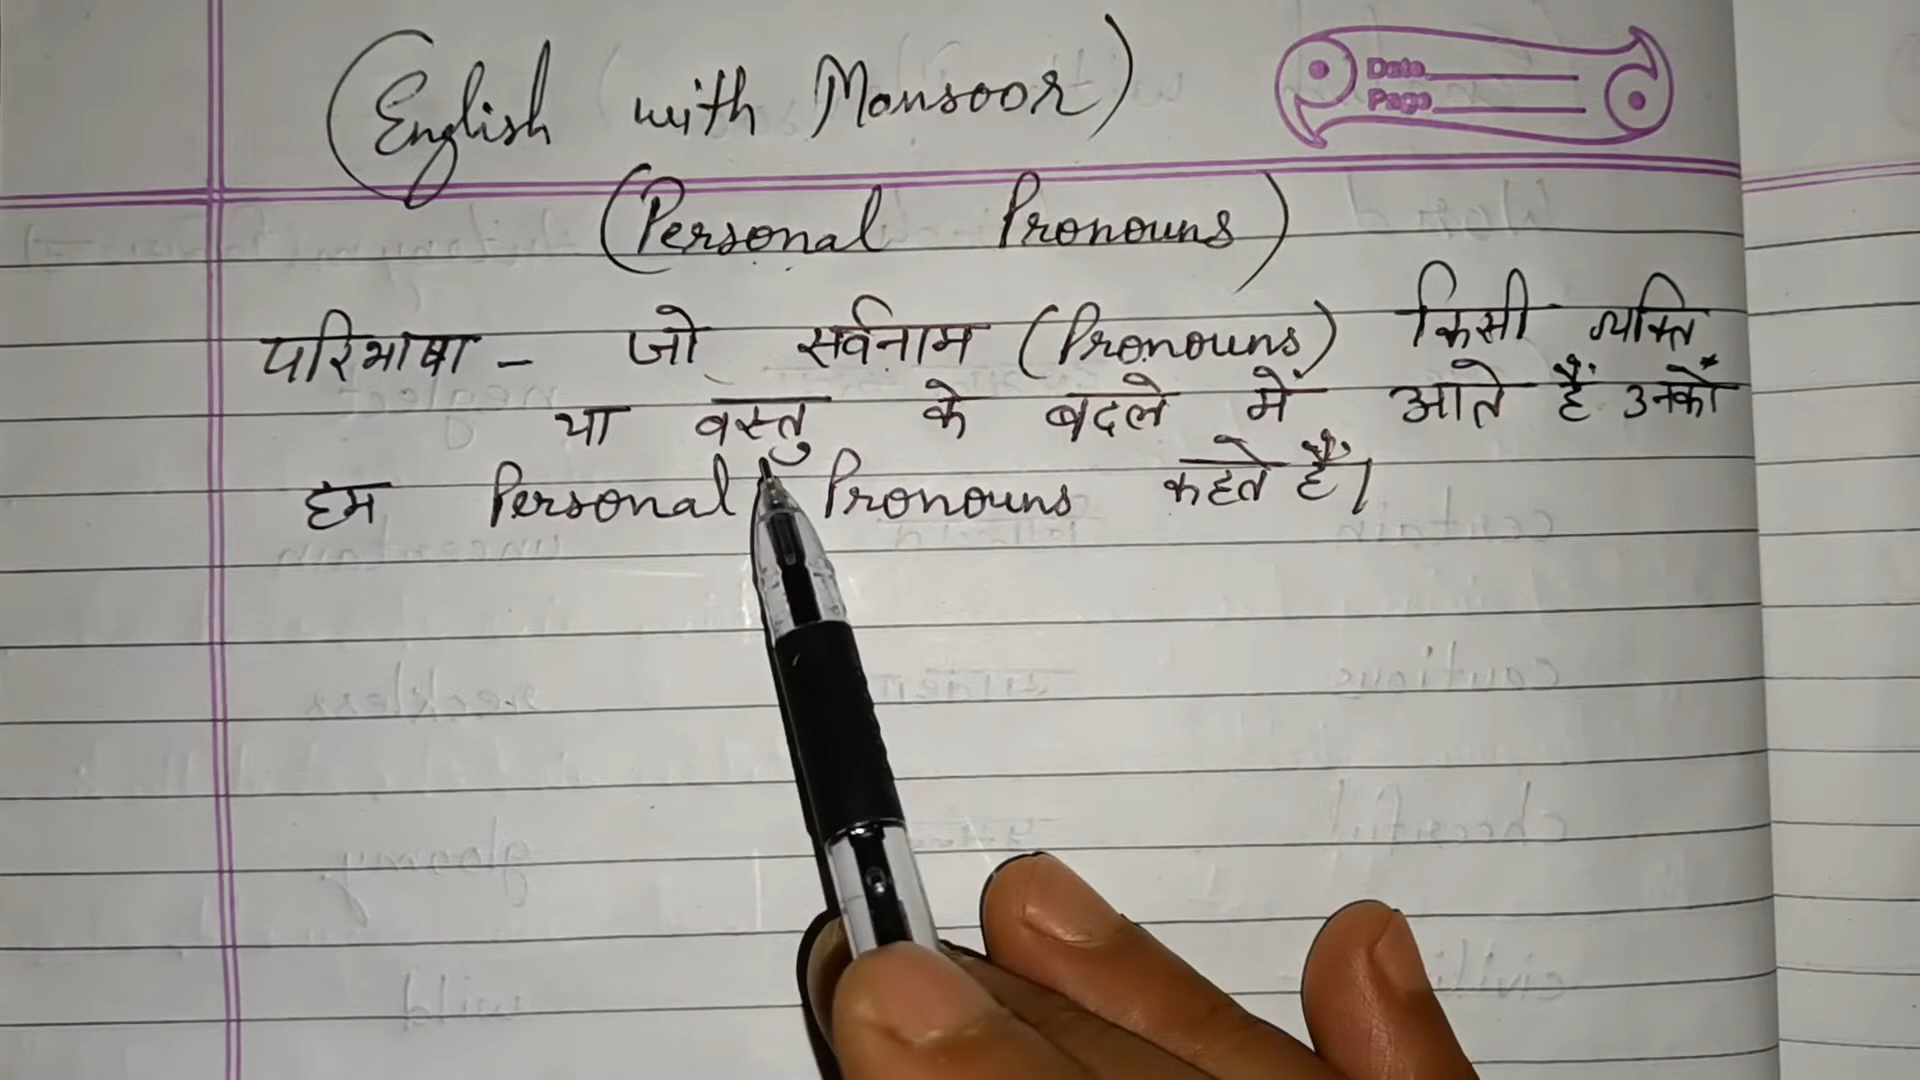 (English with Mansoor)
Date
Page
(Personal Pronouns)
परिभाषा - जो सर्वनाम (Pronouns) किसी व्यक्ति
या वस्तु के बदले में आते हैं उनको
हम Personal Pronouns कहते हैं।